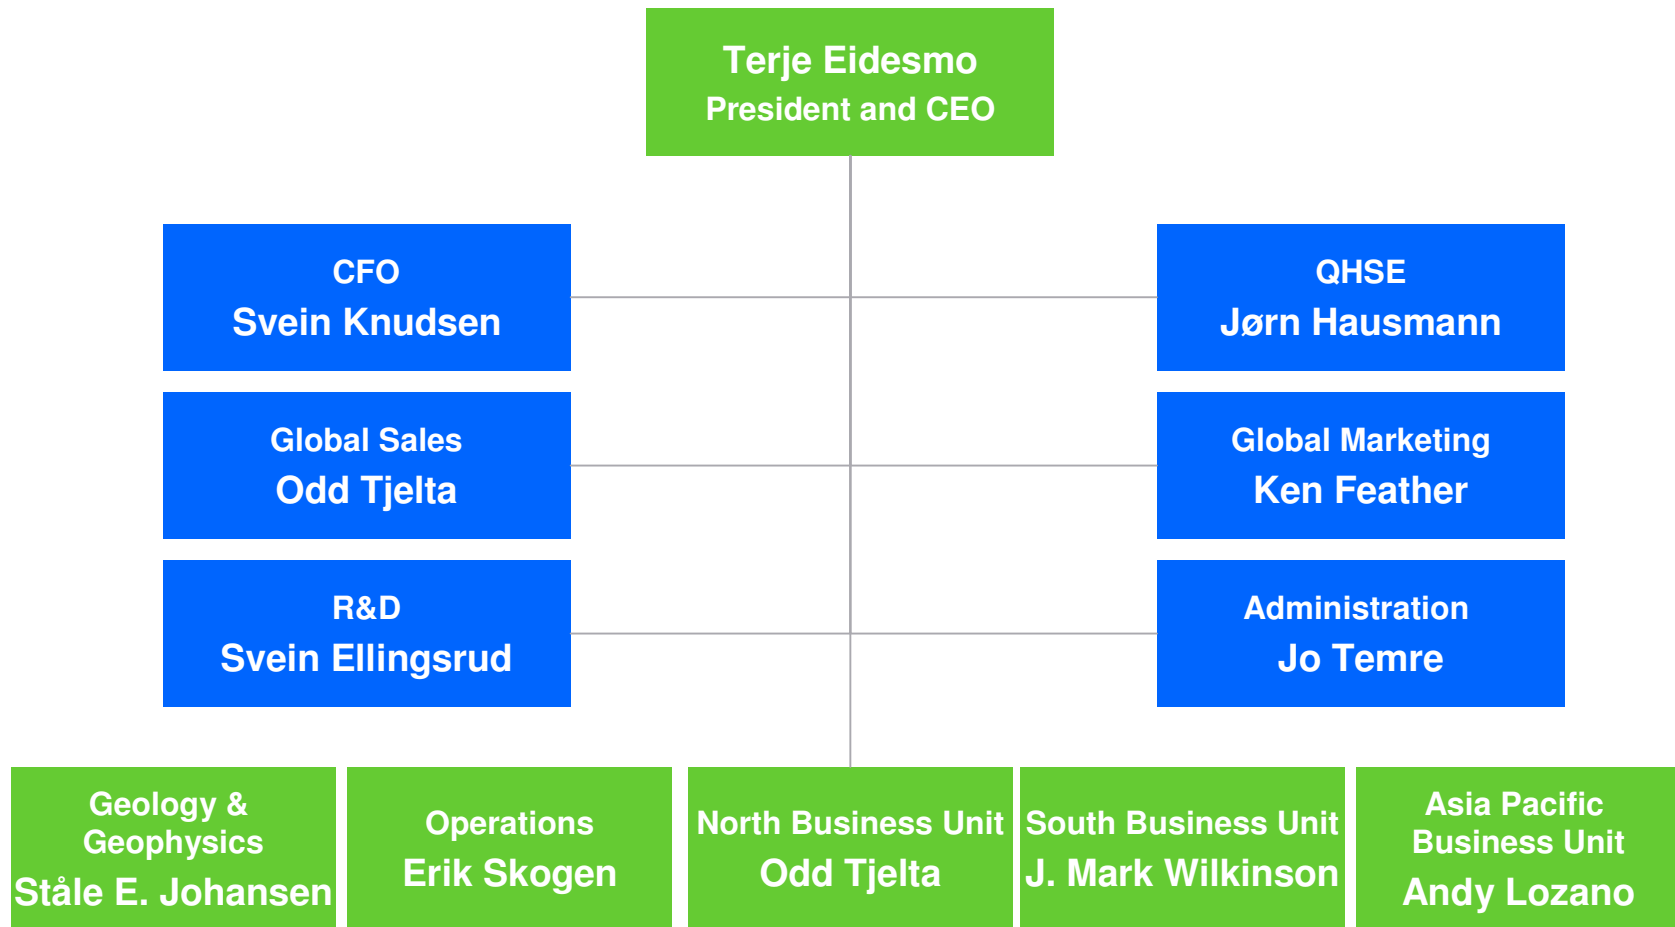 Terje Eidesmo
President and CEO
CFO
Svein Knudsen
QHSE
Jørn Hausmann
Global Sales
Odd Tjelta
Global Marketing
Ken Feather
R&D
Svein Ellingsrud
Administration
Jo Temre
Geology &
Geophysics
Ståle E. Johansen
Operations
Erik Skogen
North Business Unit
Odd Tjelta
South Business Unit
J. Mark Wilkinson
Asia Pacific
Business Unit
Andy Lozano